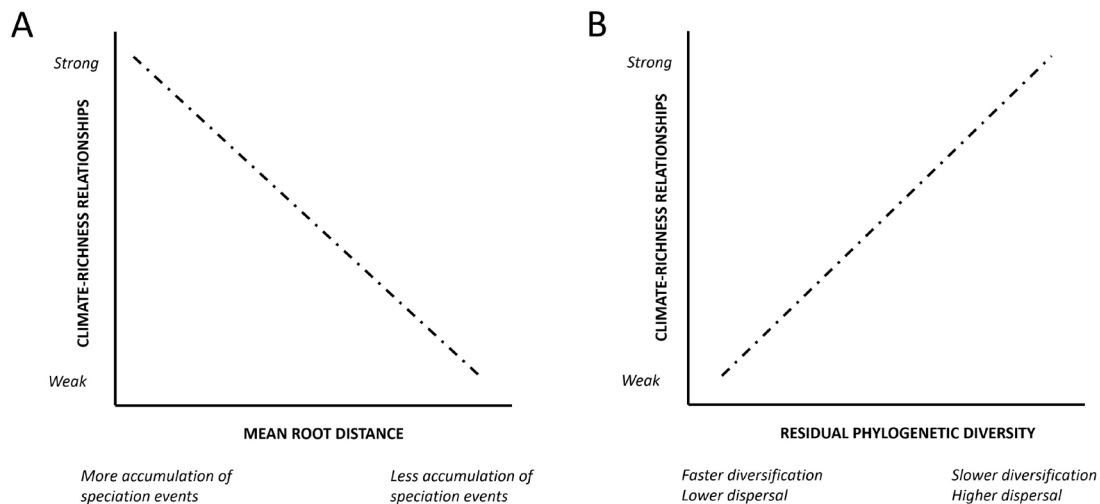 A
Strong
CLIMATE-RICHNESS RELATIONSHIPS
Weak
MEAN ROOT DISTANCE
More accumulation of
speciation events
Less accumulation of
speciation events
B
Strong
CLIMATE-RICHNESS RELATIONSHIPS
Weak
RESIDUAL PHYLOGENETIC DIVERSITY
Faster diversification
Lower dispersal
Slower diversification
Higher dispersal